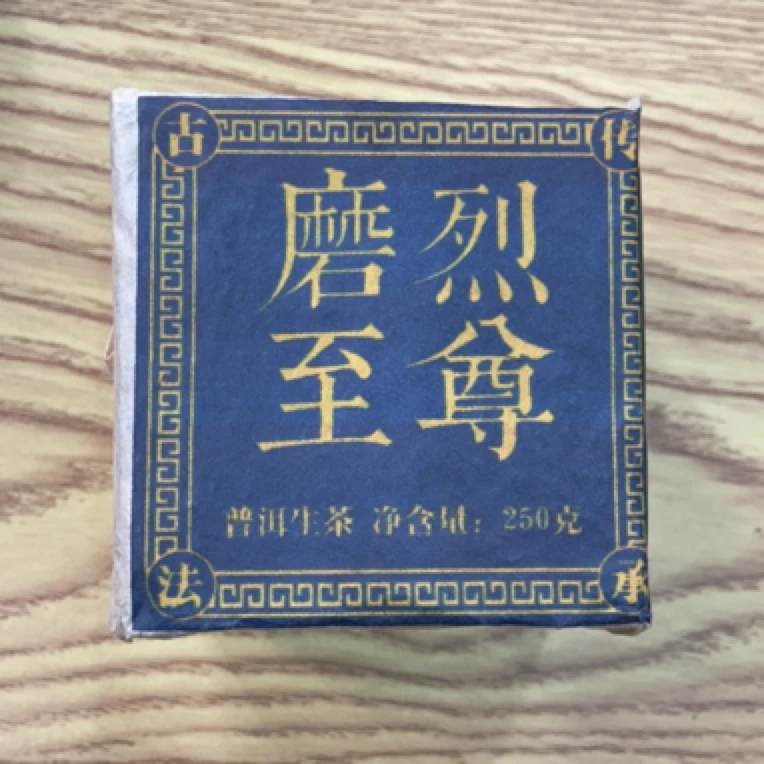 古 传
磨烈
至尊
普洱生茶 净含量：250克
法 承